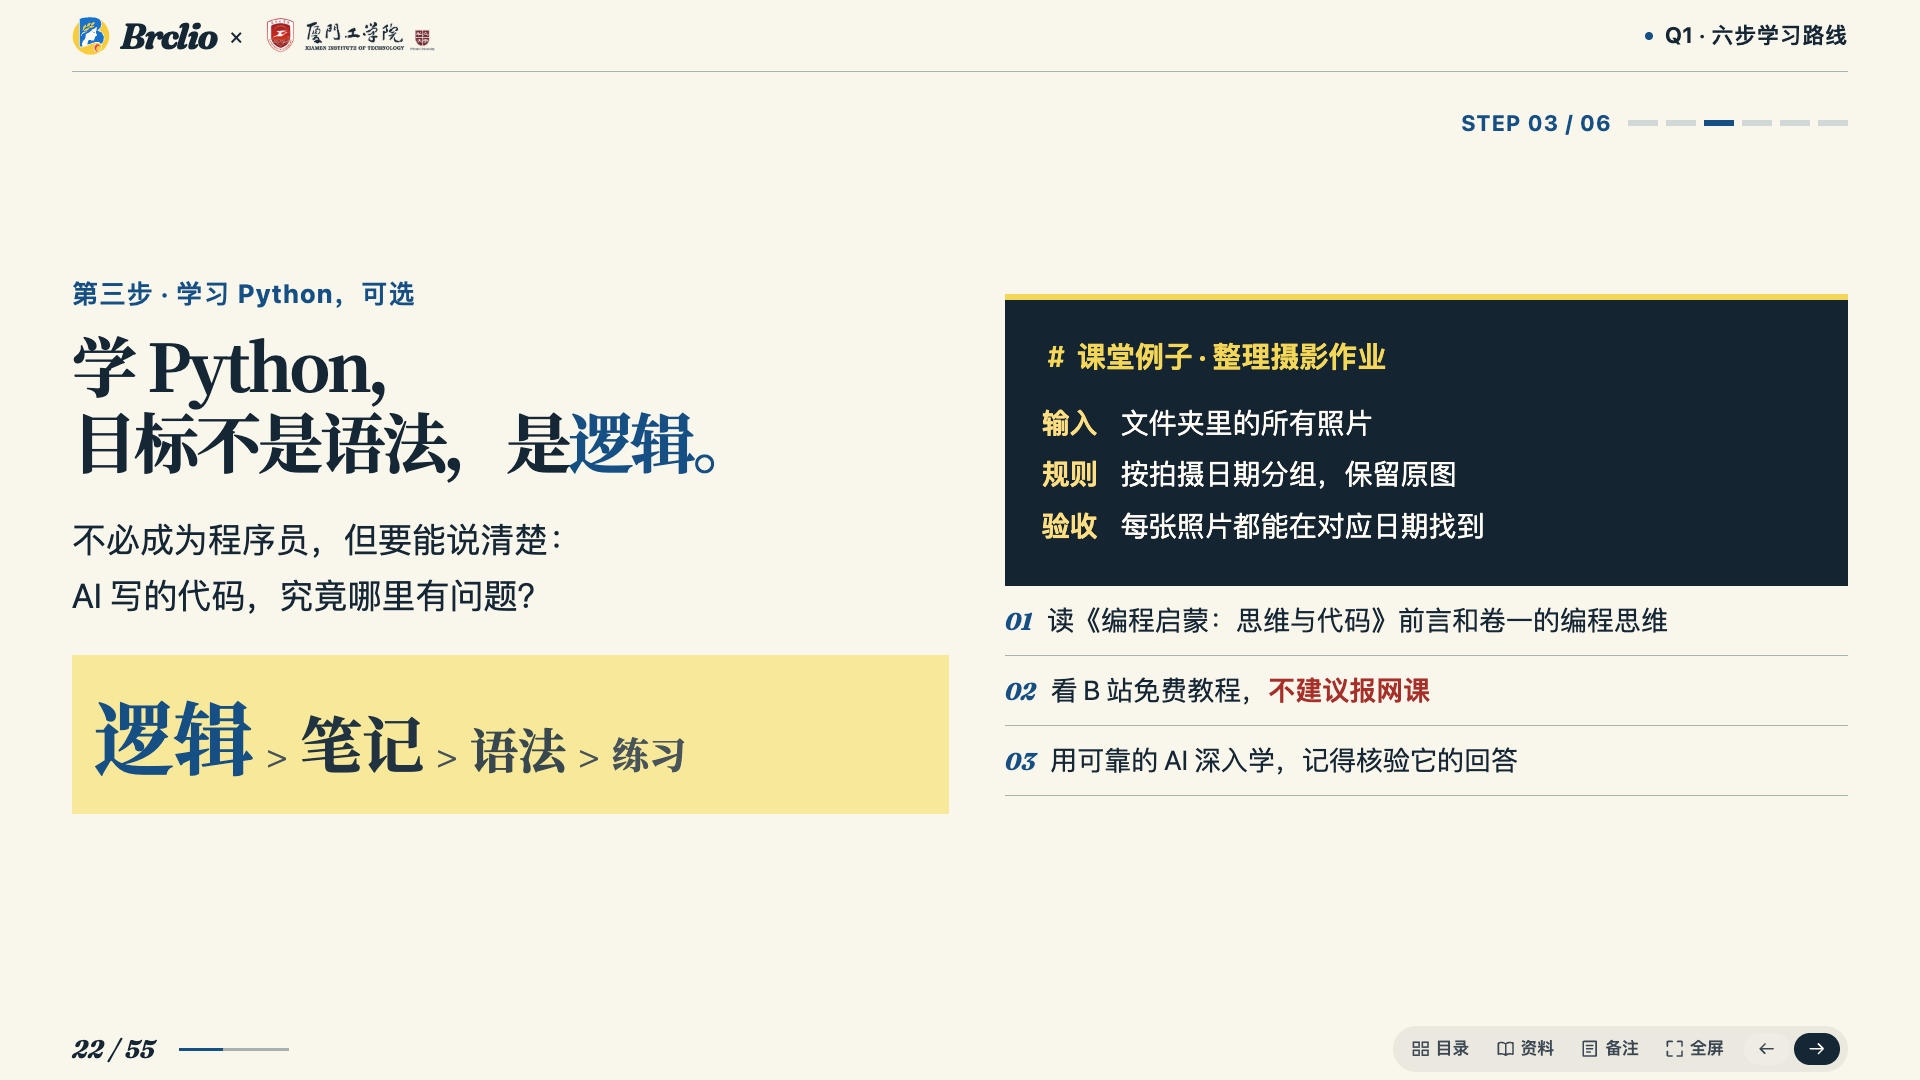 Brclio × 厦門工学院
XIAMEN INSTITUTE OF TECHNOLOGY
Q1 · 六步学习路线
STEP 03 / 06
第三步 · 学习 Python，可选
学 Python,
目标不是语法，是逻辑。
不必成为程序员，但要能说清楚：
AI 写的代码，究竟哪里有问题？
逻辑 > 笔记 > 语法 > 练习
# 课堂例子 · 整理摄影作业
输入 文件夹里的所有照片
规则 按拍摄日期分组，保留原图
验收 每张照片都能在对应日期找到
01 读《编程启蒙：思维与代码》前言和卷一的编程思维
02 看 B 站免费教程，不建议报网课
03 用可靠的 AI 深入学，记得核验它的回答
22 / 55
目录 资料 备注 全屏 ← →